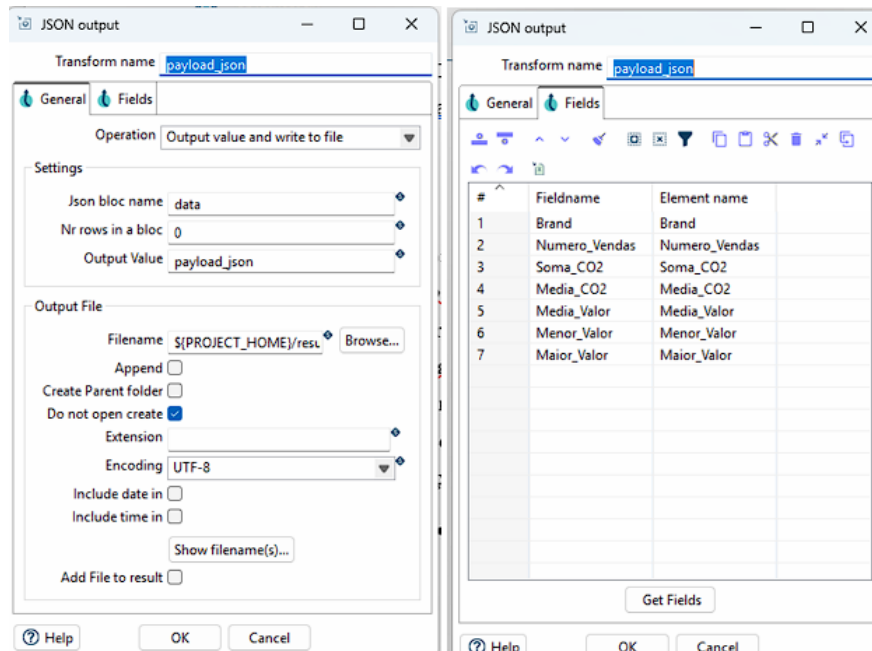 JSON output
Transform name payload_json
General Fields
Operation Output value and write to file
Settings
Json bloc name data
Nr rows in a bloc 0
Output Value payload_json
Output File
Filename ${PROJECT_HOME}/resu Browse...
Append
Create Parent folder
Do not open create
Extension
Encoding UTF-8
Include date in
Include time in
Show filename(s)...
Add File to result
Help OK Cancel
JSON output
Transform name payload_json
General Fields
# Fieldname Element name
1 Brand Brand
2 Numero_Vendas Numero_Vendas
3 Soma_CO2 Soma_CO2
4 Media_CO2 Media_CO2
5 Media_Valor Media_Valor
6 Menor_Valor Menor_Valor
7 Maior_Valor Maior_Valor
Get Fields
Help OK Cancel